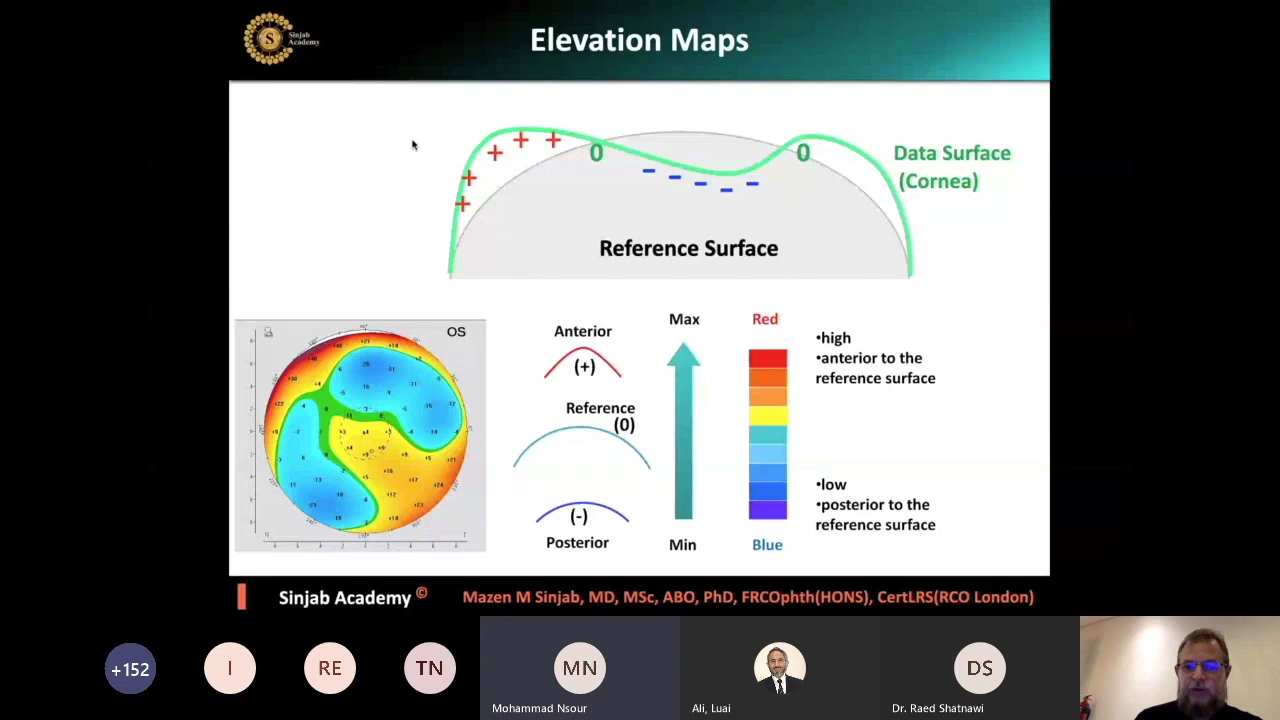 Sinjab
Academy
S
Elevation Maps
+ + +
+
+
0
0
- - - - -
Data Surface
(Cornea)
Reference Surface
OS
Anterior
(+)
Reference
(0)
(-)
Posterior
Max
Min
Red
Blue
•high
•anterior to the
reference surface
•low
•posterior to the
reference surface
Sinjab Academy ©
Mazen M Sinjab, MD, MSc, ABO, PhD, FRCOphth(HONS), CertLRS(RCO London)
+152
I
RE
TN
MN
DS
Mohammad Nsour
Ali, Luai
Dr. Raed Shatnawi